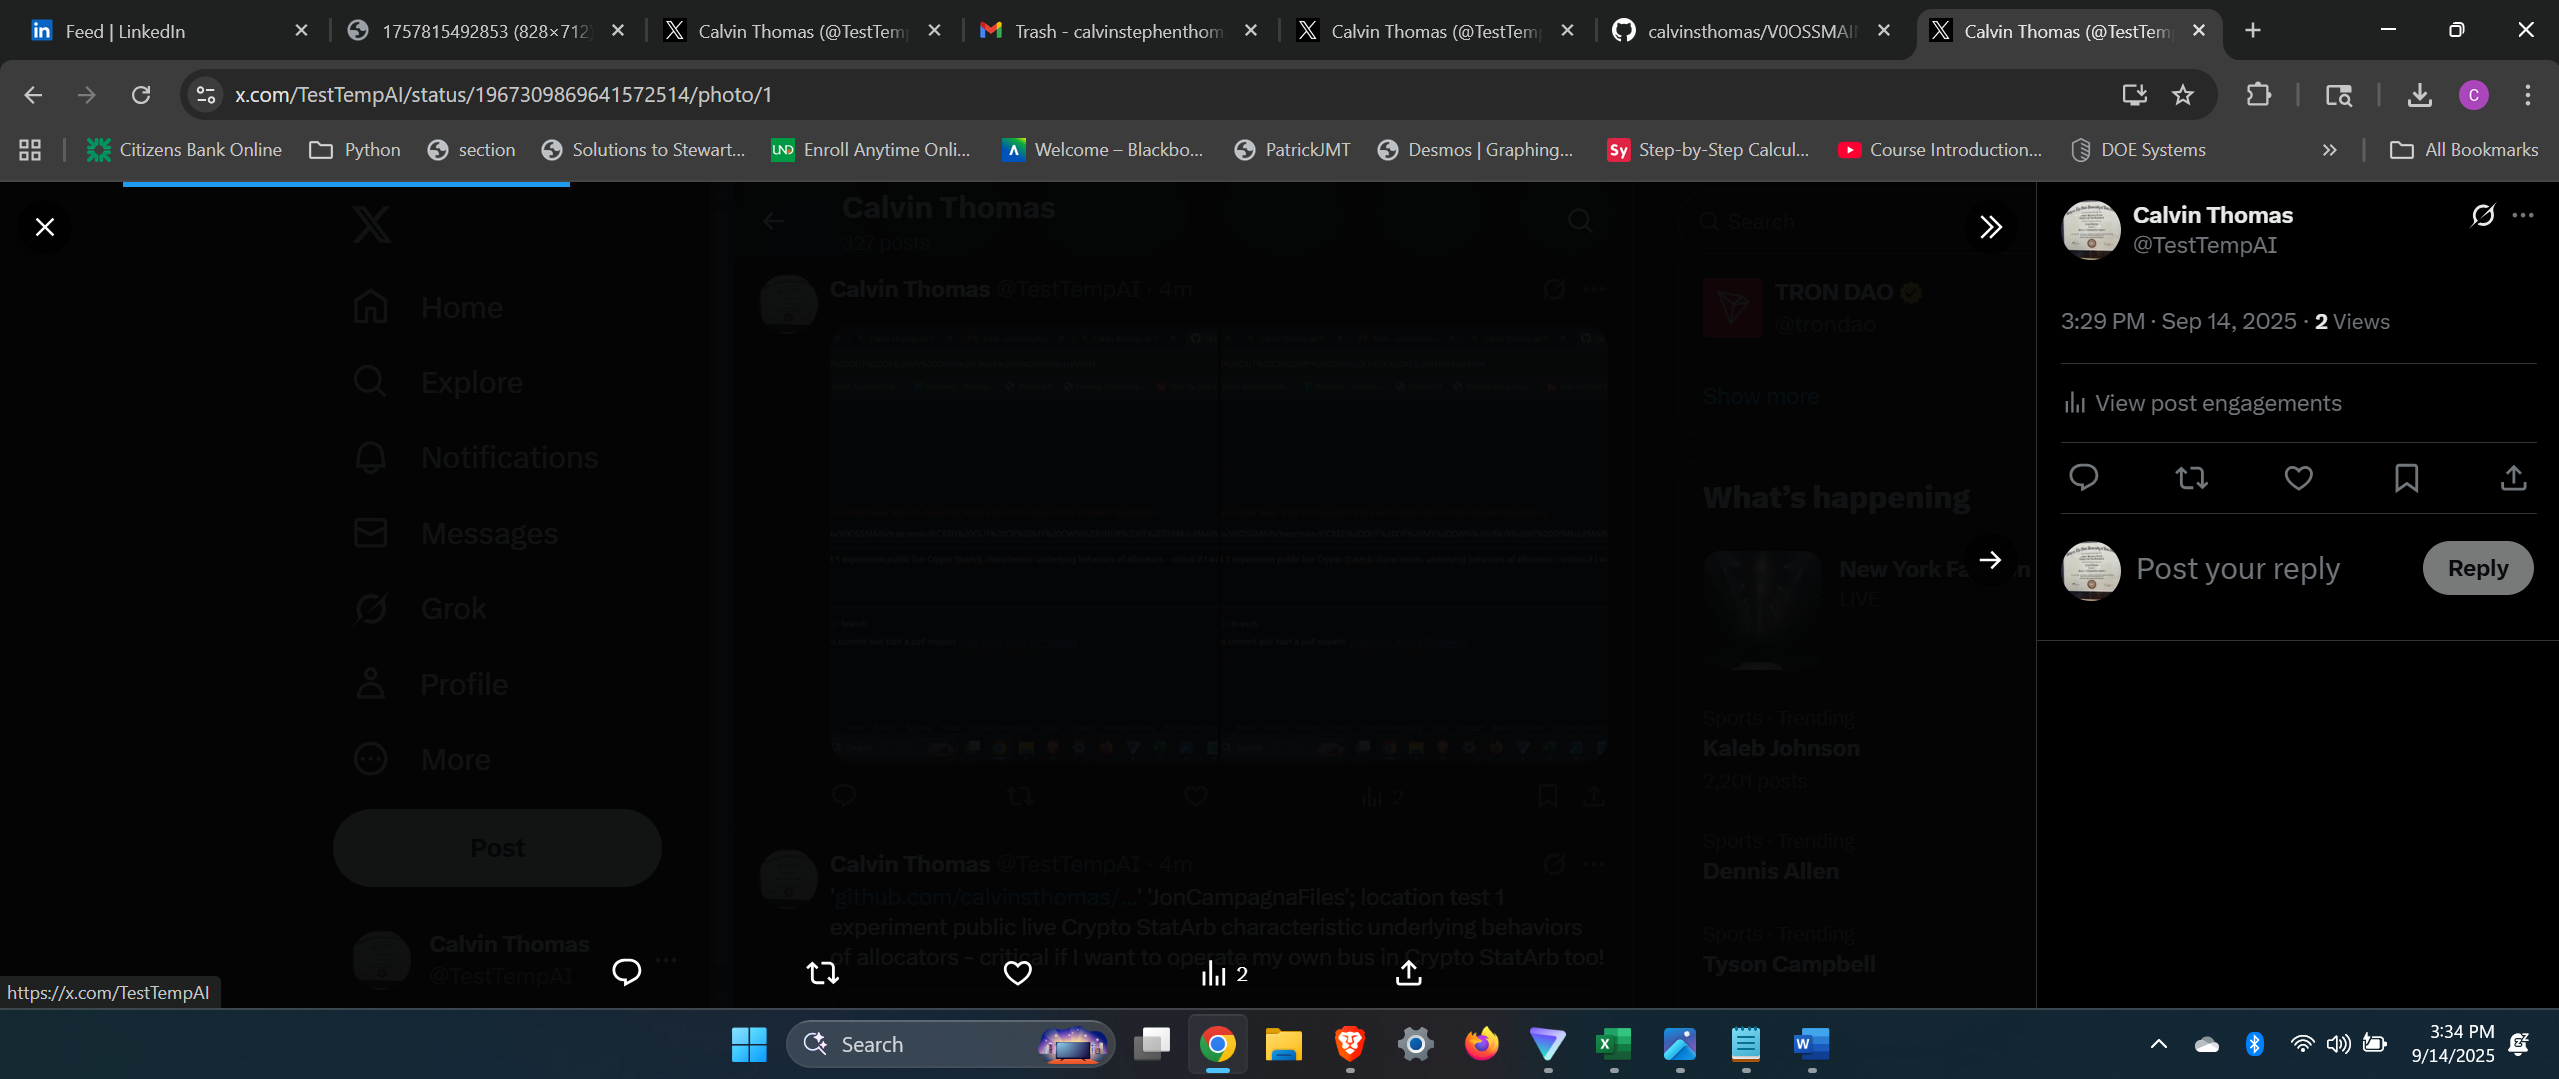 Feed | LinkedIn
1757815492853 (828×712)
Calvin Thomas (@TestTem
Trash - calvinstephenthom
Calvin Thomas (@TestTemp
calvinsthomas/V0OSSMAI
Calvin Thomas (@TestTem
x.com/TestTempAI/status/1967309869641572514/photo/1
C
Citizens Bank Online
Python
section
Solutions to Stewart...
UND
Enroll Anytime Onli...
Welcome – Blackbo...
PatrickJMT
Desmos | Graphing...
Sy
Step-by-Step Calcul...
Course Introduction...
DOE Systems
All Bookmarks
Home
Explore
Notifications
Messages
Grok
Profile
More
Post
Calvin Thomas
@TestTempAI
https://x.com/TestTempAI
Calvin Thomas
327 posts
Calvin Thomas @TestTempAI · 4m
2
Calvin Thomas @TestTempAI · 4m
'github.com/calvinsthomas/...' 'JonCampagnaFiles'; location test 1
experiment public live Crypto StatArb characteristic underlying behaviors
of allocators - critical if I want to operate my own bus in Crypto StatArb too!
2
Search
TRON DAO
@trondao
Show more
What's happening
New York Fa
LIVE
Sports · Trending
Kaleb Johnson
2,201 posts
Sports · Trending
Dennis Allen
Sports · Trending
Tyson Campbell
Calvin Thomas
@TestTempAI
3:29 PM · Sep 14, 2025 · 2 Views
View post engagements
Post your reply
Reply
Search
3:34 PM
9/14/2025